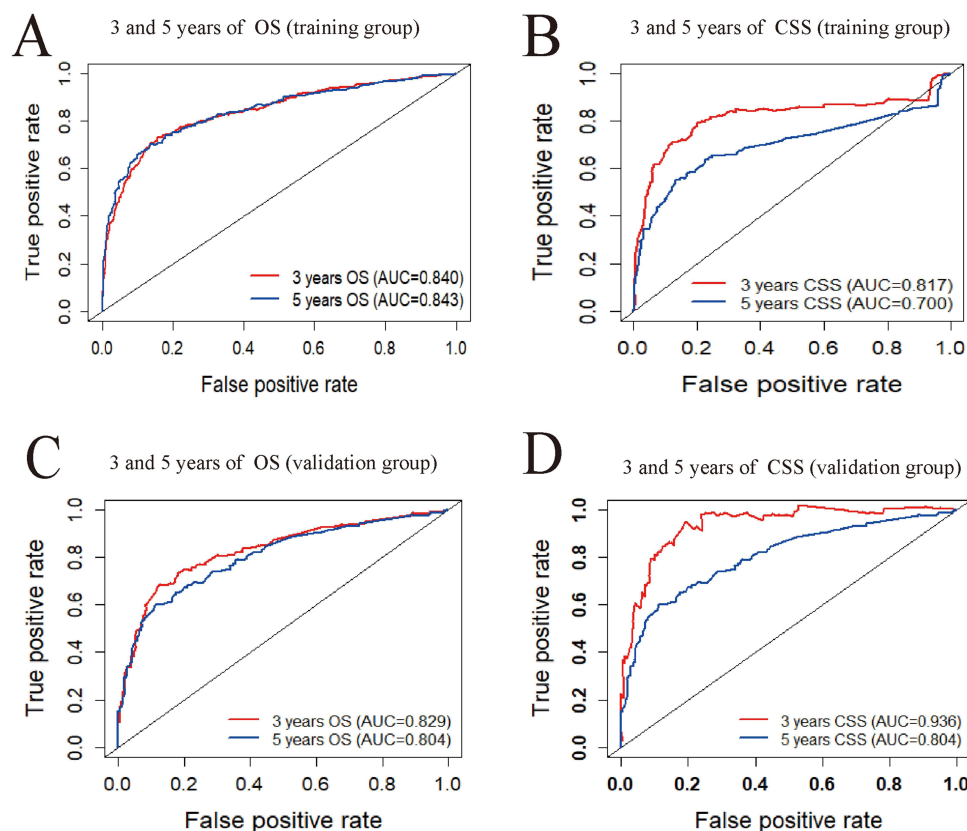 A
3 and 5 years of OS (training group)
True positive rate
0.0 0.2 0.4 0.6 0.8 1.0
3 years OS (AUC=0.840)
5 years OS (AUC=0.843)
0.0 0.2 0.4 0.6 0.8 1.0
False positive rate
B
3 and 5 years of CSS (training group)
True positive rate
0.0 0.2 0.4 0.6 0.8 1.0
3 years CSS (AUC=0.817)
5 years CSS (AUC=0.700)
0.0 0.2 0.4 0.6 0.8 1.0
False positive rate
C
3 and 5 years of OS (validation group)
True positive rate
0.0 0.2 0.4 0.6 0.8 1.0
3 years OS (AUC=0.829)
5 years OS (AUC=0.804)
0.0 0.2 0.4 0.6 0.8 1.0
False positive rate
D
3 and 5 years of CSS (validation group)
True positive rate
0.0 0.2 0.4 0.6 0.8 1.0
3 years CSS (AUC=0.936)
5 years CSS (AUC=0.804)
0.0 0.2 0.4 0.6 0.8 1.0
False positive rate